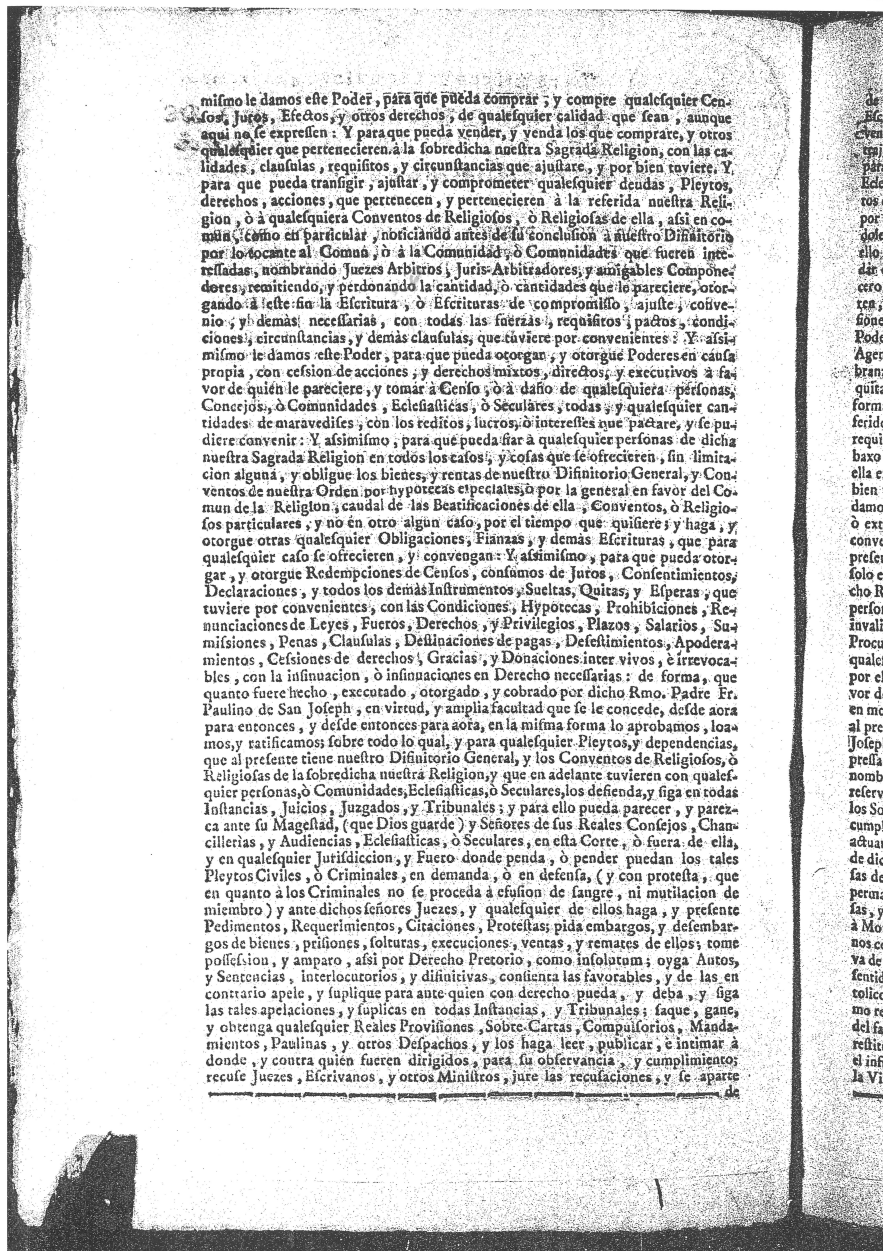 miſmo le damos eſte Poder, para que pueda comprar, y compre qualeſquier Cen-
ſos, Juros, Efectos, y otros derechos, de qualeſquier calidad que ſean, aunque
aqui no ſe expreſſen: Y para que pueda vender, y venda los que comprare, y otros
qualeſquier que pertenecieren à la sobredicha nueſtra Sagrada Religion, con las ca-
lidades, clauſulas, requiſitos, y circunſtancias que ajuſtare, y por bien tuviere. Y
para que pueda tranſigir, ajuſtar, y comprometer qualeſquier deudas, Pleytos,
derechos, acciones, que pertenecen, y pertenecieren à la referida nueſtra Reli-
gion, ò à qualeſquiera Conventos de Religioſos, ò Religioſas de ella, aſsi en co-
mun, como en particular, noticiando antes de ſu concluſion à nueſtro Difinitorio
por lo tocante al Comun, ò à la Comunidad, ò Comunidades que fueren inte-
reſſadas, nombrando Juezes Arbitros, Juris-Arbitradores, y amigables Compone-
dores, remitiendo, y perdonando la cantidad, ò cantidades que le pareciere, otor-
gando à eſte fin la Eſcritura, ò Eſcrituras de compromiſſo, ajuſte, conve-
nio, y demàs neceſſarias, con todas las fuerzas, requiſitos, pactos, condi-
ciones, circunſtancias, y demàs clauſulas, que tuviere por convenientes: Y aſsi-
miſmo le damos eſte Poder, para que pueda otorgar, y otorgue Poderes en cauſa
propia, con ceſsion de acciones, y derechos mixtos, directos, y executivos à fa-
vor de quien le pareciere, y tomar à Cenſo, ò à daño de qualeſquiera perſonas,
Concejos, ò Comunidades, Eccleſiaſticas, ò Seculares, todas, y qualeſquier can-
tidades de maravediſes, con los reditos, lucros, ò intereſſes que pactare, y ſe pu-
diere convenir: Y aſsimiſmo, para que pueda fiar à qualeſquier perſonas de dicha
nueſtra Sagrada Religion en todos los caſos, y coſas que ſe ofrecieren, ſin limita-
cion alguna, y obligue los bienes, y rentas de nueſtro Difinitorio General, y Con-
ventos de nueſtra Orden por hypotecas eſpeciales, ò por la general en favor del Co-
mun de la Religion, caudal de las Beatificaciones de ella, Conventos, ò Religio-
ſos particulares, y no en otro algun caſo, por el tiempo que quiſiere; y haga, y
otorgue otras qualeſquier Obligaciones, Fianzas, y demàs Eſcrituras, que para
qualeſquier caſo ſe ofrecieren, y convengan: Y aſsimiſmo, para que pueda otor-
gar, y otorgue Redempciones de Cenſos, conſumos de Juros, Conſentimientos,
Declaraciones, y todos los demàs Inſtrumentos, Sueltas, Quitas, y Eſperas, que
tuviere por convenientes, con las Condiciones, Hypotecas, Prohibiciones, Re-
nunciaciones de Leyes, Fueros, Derechos, y Privilegios, Plazos, Salarios, Su-
miſsiones, Penas, Clauſulas, Deſtinaciones de pagas, Deſeſtimientos, Apodera-
mientos, Ceſsiones de derechos, Gracias, y Donaciones inter vivos, è irrevoca-
bles, con la inſinuacion, ò inſinuaciones en Derecho neceſſarias: de forma, que
quanto fuere hecho, executado, otorgado, y cobrado por dicho Rmo. Padre Fr.
Paulino de San Joſeph, en virtud, y amplia facultad que ſe le concede, deſde aora
para entonces, y deſde entonces para aora, en la miſma forma lo aprobamos, loa-
mos, y ratificamos; ſobre todo lo qual, y para qualeſquier Pleytos, y dependencias,
que al preſente tiene nueſtro Difinitorio General, y los Conventos de Religioſos, ò
Religioſas de la ſobredicha nueſtra Religion, y que en adelante tuvieren con qualeſ-
quier perſonas, ò Comunidades, Eccleſiaſticas, ò Seculares, los defienda, y ſiga en todas
Inſtancias, Juicios, Juzgados, y Tribunales; y para ello pueda parecer, y parez-
ca ante ſu Mageſtad, (que Dios guarde) y Señores de ſus Reales Conſejos, Chan-
cillerias, y Audiencias, Eccleſiaſticas, ò Seculares, en eſta Corte, ò fuera de ella,
y en qualeſquier Juriſdiccion, y Fuero donde penda, ò pender puedan los tales
Pleytos Civiles, ò Criminales, en demanda, ò en defenſa, (y con proteſta, que
en quanto à los Criminales no ſe proceda à efuſion de ſangre, ni mutilacion de
miembro) y ante dichos ſeñores Juezes, y qualeſquier de ellos haga, y preſente
Pedimentos, Requerimientos, Citaciones, Proteſtas; pida embargos, y deſembar-
gos de bienes, priſiones, ſolturas, execuciones, ventas, y remates de ellos; tome
poſſeſsion, y amparo, aſsi por Derecho Pretorio, como inſolutum; oyga Autos,
y Sentencias, interlocutorios, y difinitivas, conſienta las favorables, y de las en
contrario apele, y ſuplique para ante quien con derecho pueda, y deba, y ſiga
las tales apelaciones, y ſuplicas en todas Inſtancias, y Tribunales; ſaque, gane,
y obtenga qualeſquier Reales Proviſiones, Sobre-Cartas, Compulſorios, Manda-
mientos, Paulinas, y otros Deſpachos, y los haga leer, publicar, è intimar à
donde, y contra quién fueren dirigidos, para ſu obſervancia, y cumplimiento;
recuſe Juezes, Eſcrivanos, y otros Miniſtros, jure las recuſaciones, y ſe aparte
de